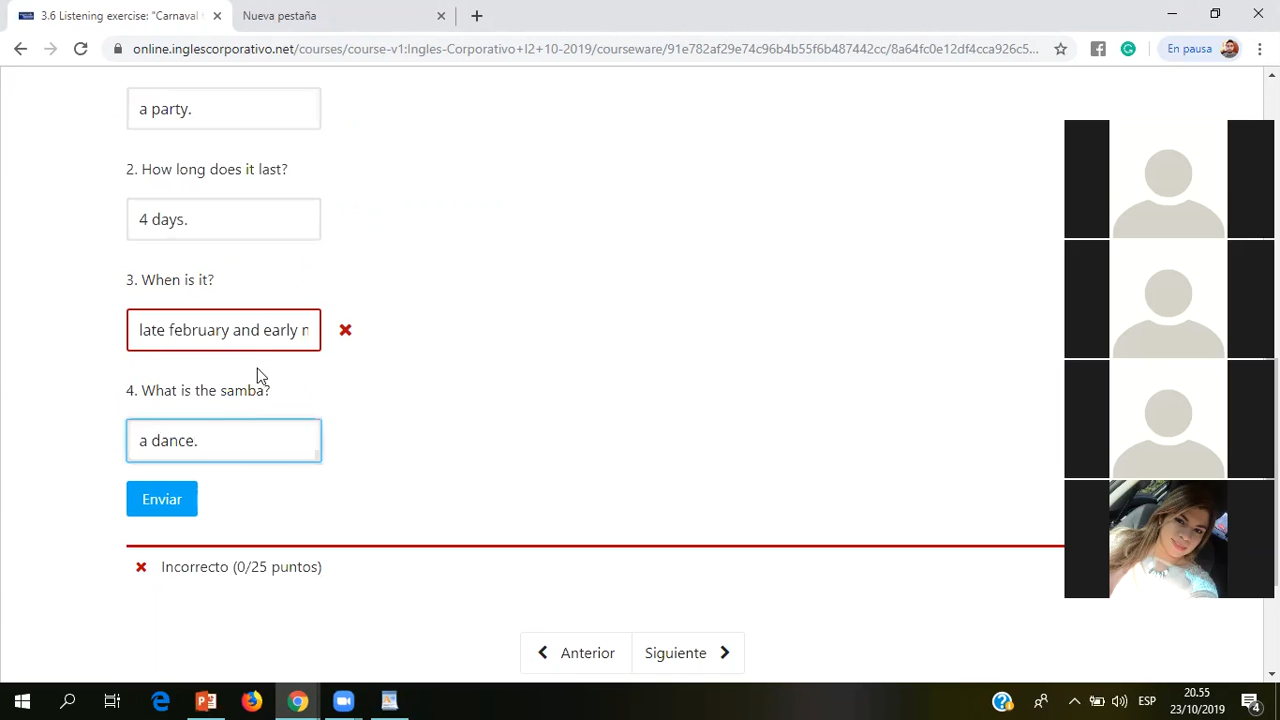 3.6 Listening exercise: "Carnaval
Nueva pestaña
online.inglescorporativo.net/courses/course-v1:Ingles-Corporativo+I2+10-2019/courseware/91e782af29e74c96b4b55f6b487442cc/8a64fc0e12df4cca926c5...
En pausa
a party.
2. How long does it last?
4 days.
3. When is it?
late february and early
4. What is the samba?
a dance.
Enviar
Incorrecto (0/25 puntos)
Anterior
Siguiente
ESP
20.55
23/10/2019
4